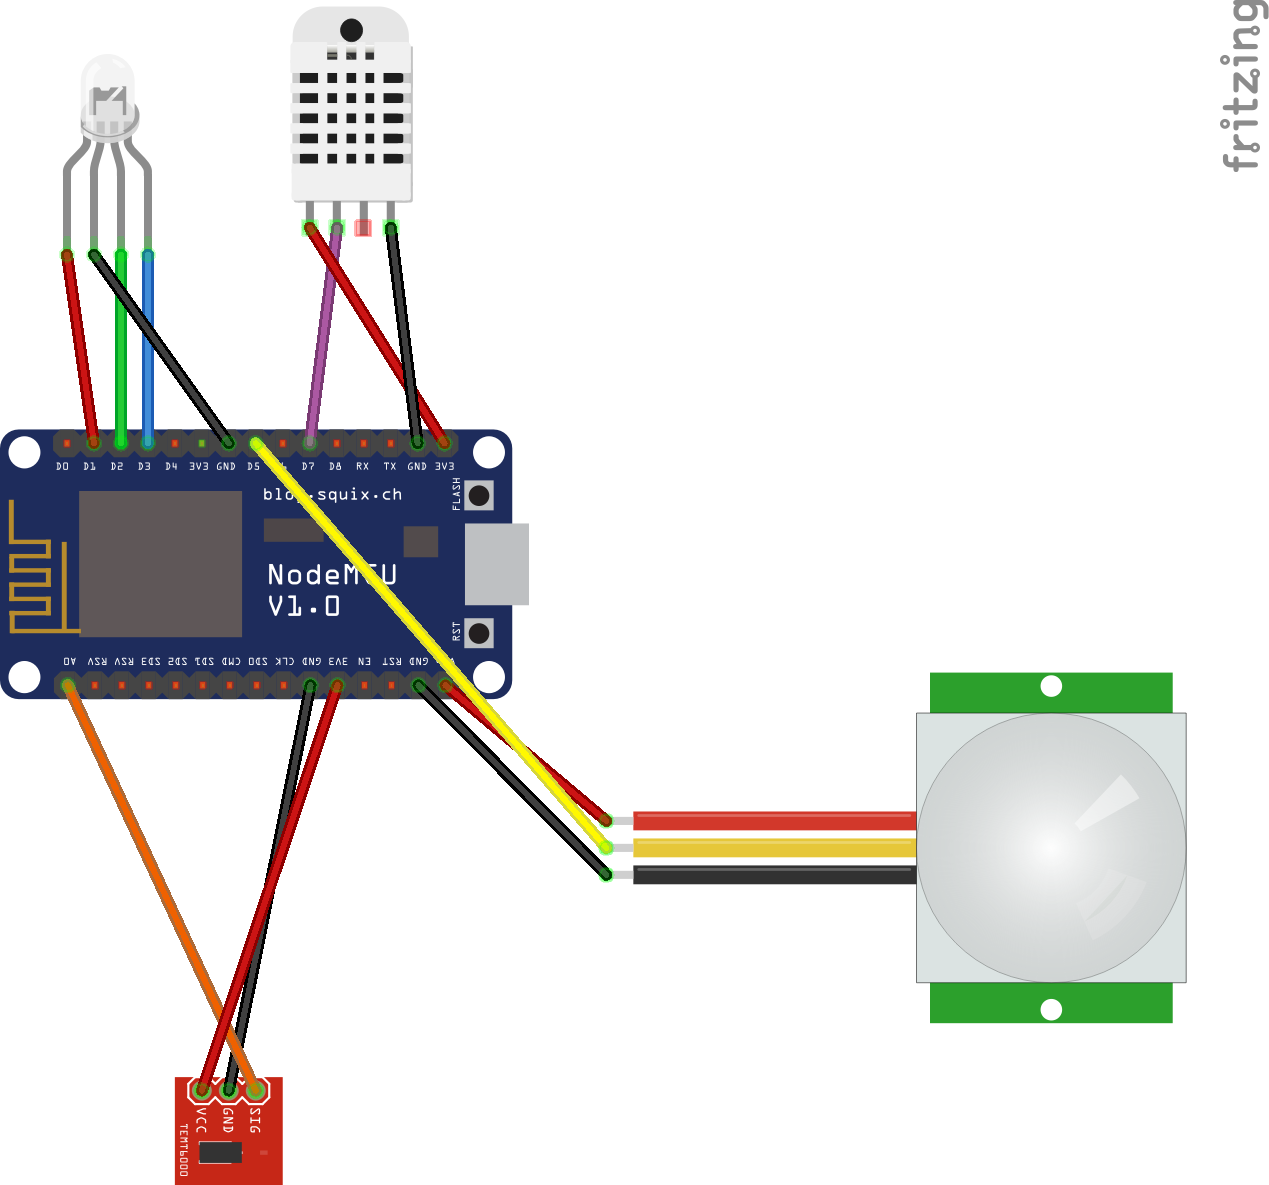 fritzing
D0 D1 D2 D3 D4 3V3 GND D5 D7 D8 RX TX GND 3V3
blog.squix.ch
FLASH
NodeMCU
V1.0
RST
A0 RSV RSV SD3 SD2 SD1 CMD SD0 CLK GND 3V3 EN RST GND
VCC
GND
SIG
TEMT6000